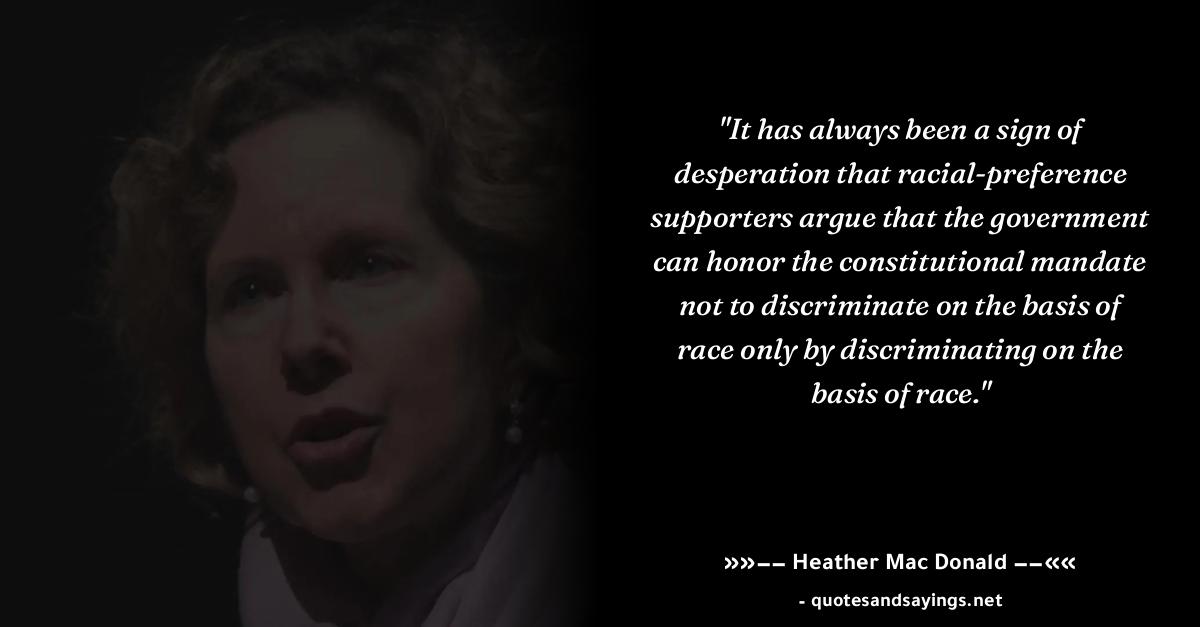 "It has always been a sign of
desperation that racial-preference
supporters argue that the government
can honor the constitutional mandate
not to discriminate on the basis of
race only by discriminating on the
basis of race."
»»−− Heather Mac Donald −−««
- quotesandsayings.net